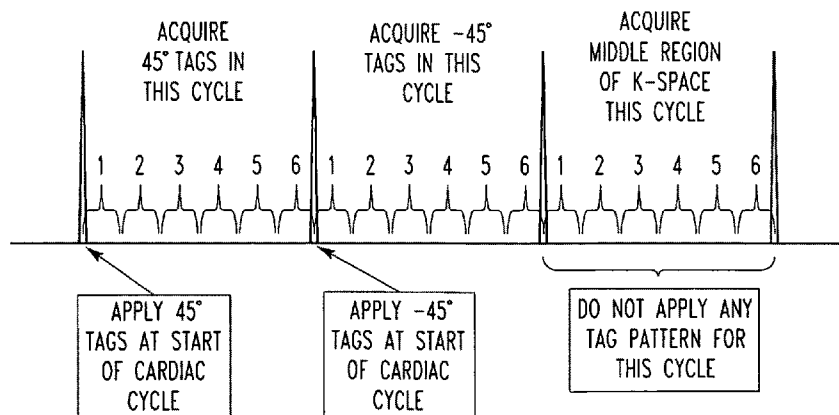 ACQUIRE
45° TAGS IN
THIS CYCLE
ACQUIRE -45°
TAGS IN THIS
CYCLE
ACQUIRE
MIDDLE REGION
OF K-SPACE
THIS CYCLE
1 2 3 4 5 6 1 2 3 4 5 6 1 2 3 4 5 6
APPLY 45°
TAGS AT START
OF CARDIAC
CYCLE
APPLY -45°
TAGS AT START
OF CARDIAC
CYCLE
DO NOT APPLY ANY
TAG PATTERN FOR
THIS CYCLE